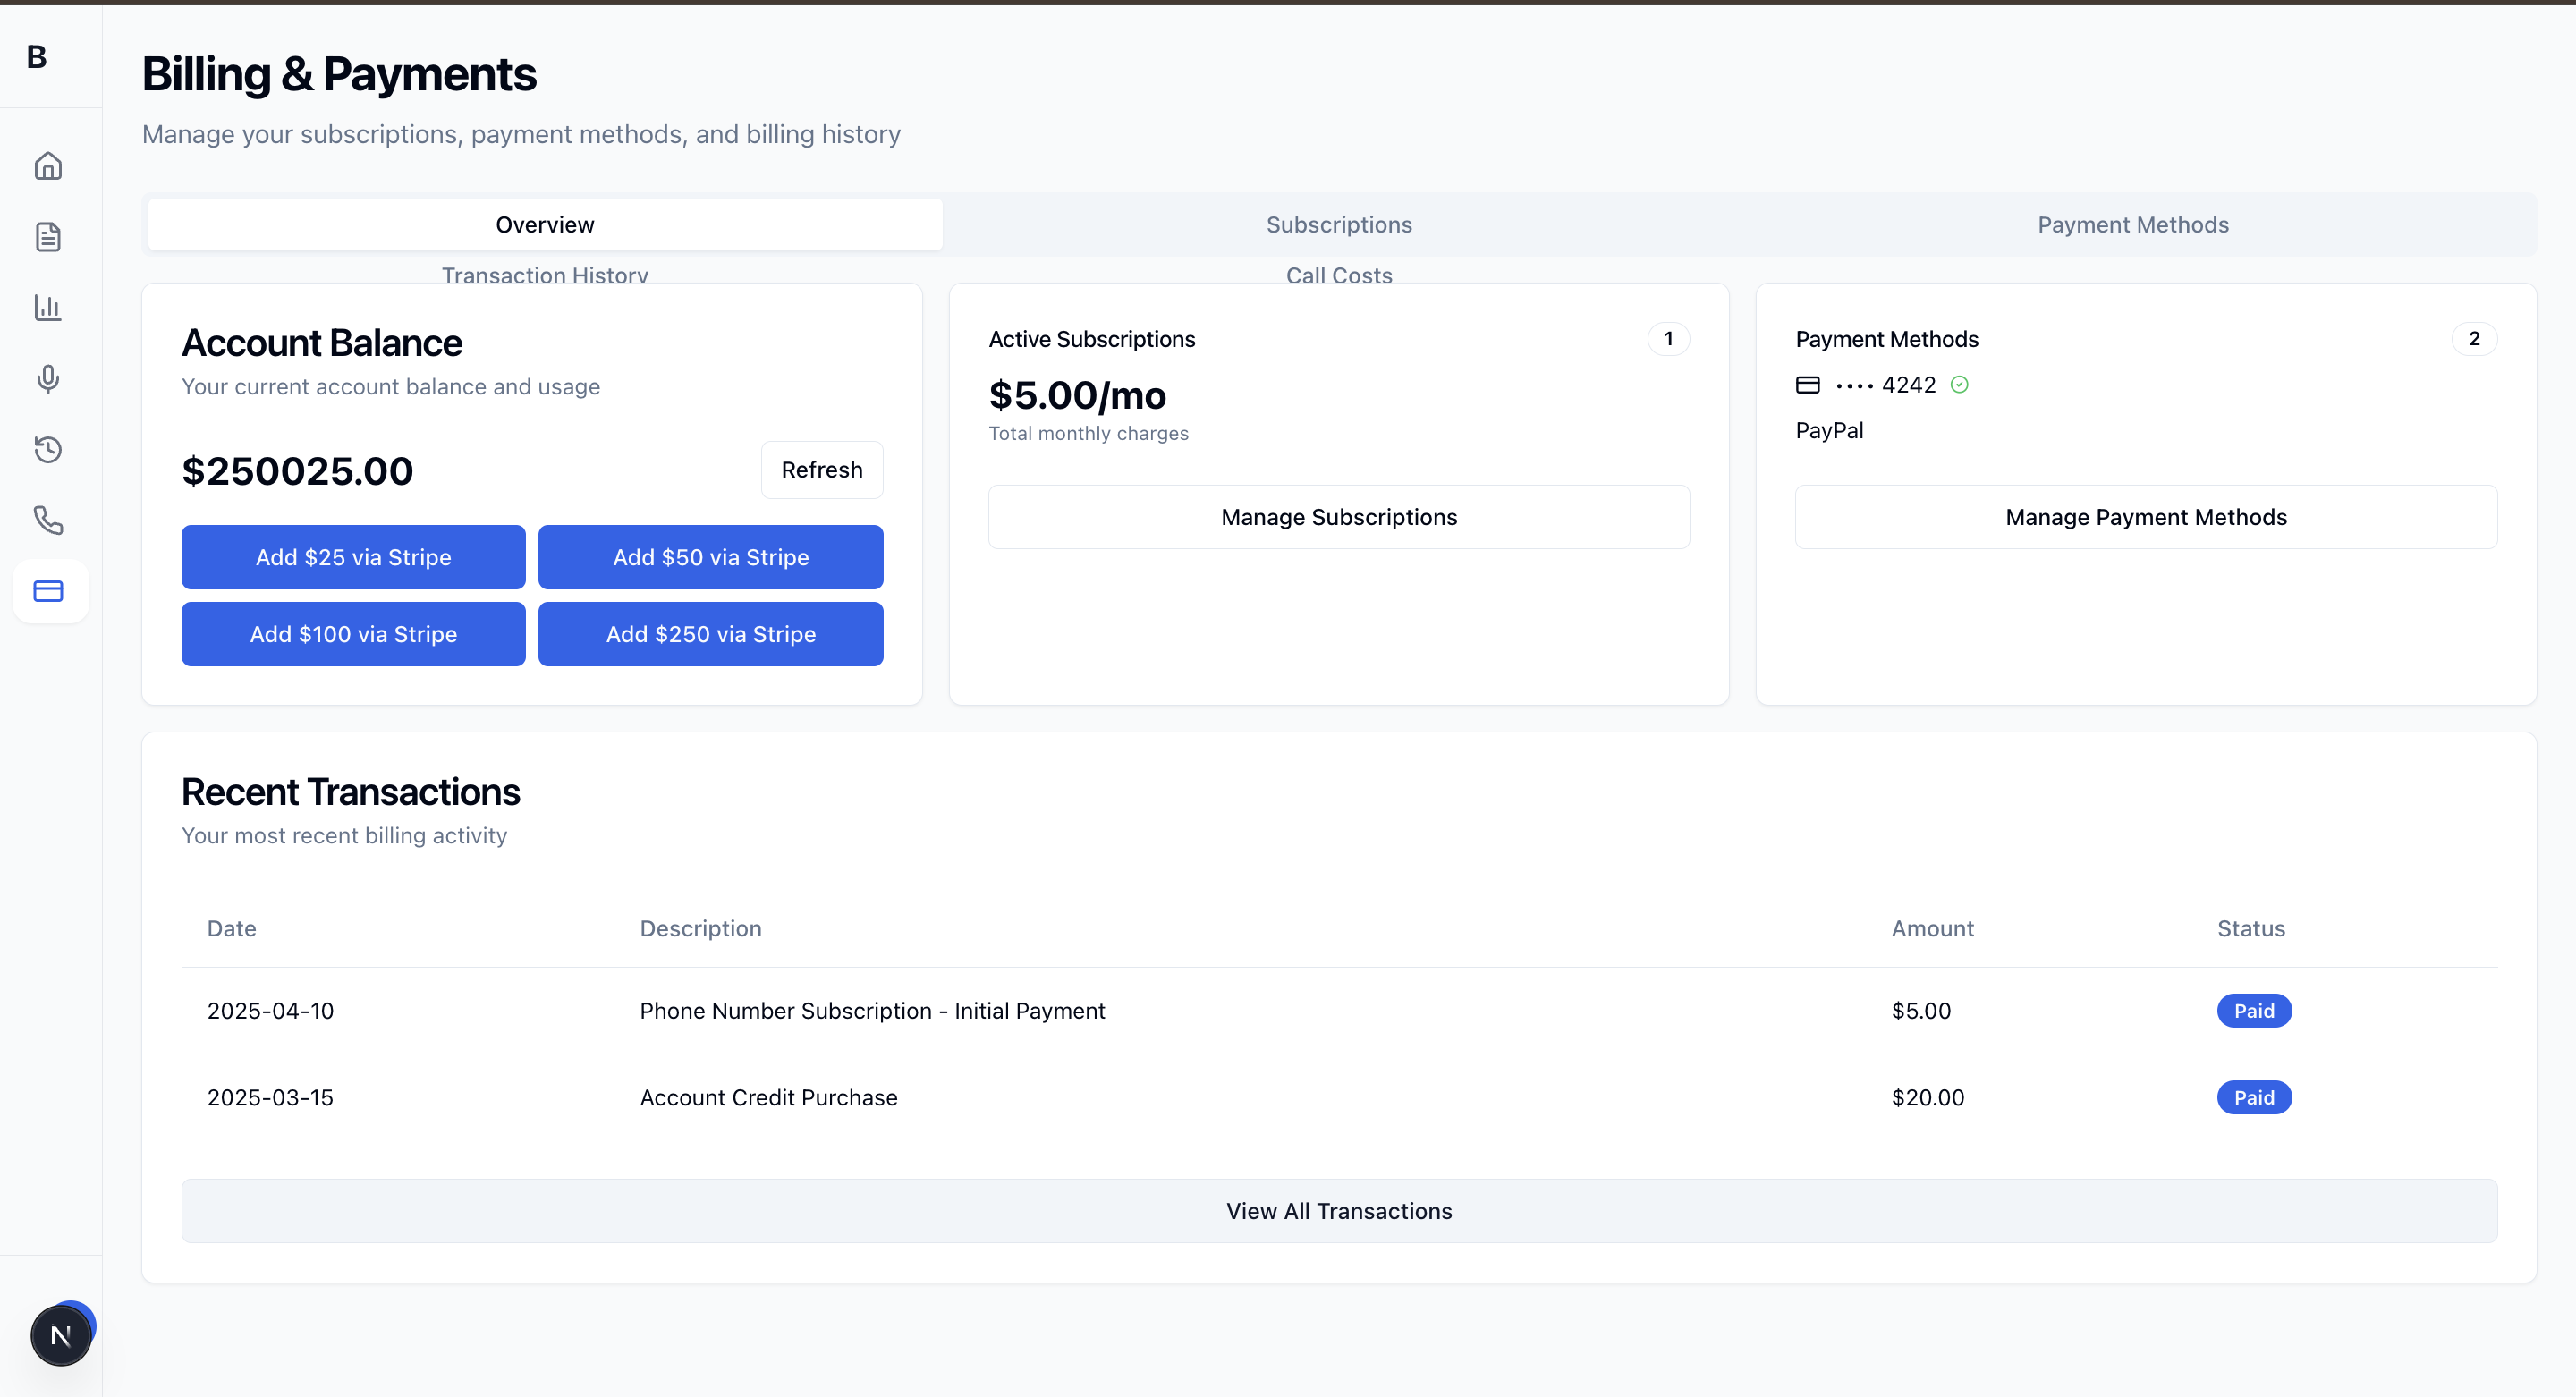 B
Billing & Payments
Manage your subscriptions, payment methods, and billing history
Overview
Subscriptions
Payment Methods
Transaction History
Call Costs
Account Balance
Your current account balance and usage
$250025.00
Refresh
Add $25 via Stripe
Add $50 via Stripe
Add $100 via Stripe
Add $250 via Stripe
Active Subscriptions
1
$5.00/mo
Total monthly charges
Manage Subscriptions
Payment Methods
2
•••• 4242
PayPal
Manage Payment Methods
Recent Transactions
Your most recent billing activity
Date Description Amount Status
2025-04-10 Phone Number Subscription - Initial Payment $5.00 Paid
2025-03-15 Account Credit Purchase $20.00 Paid
View All Transactions
N